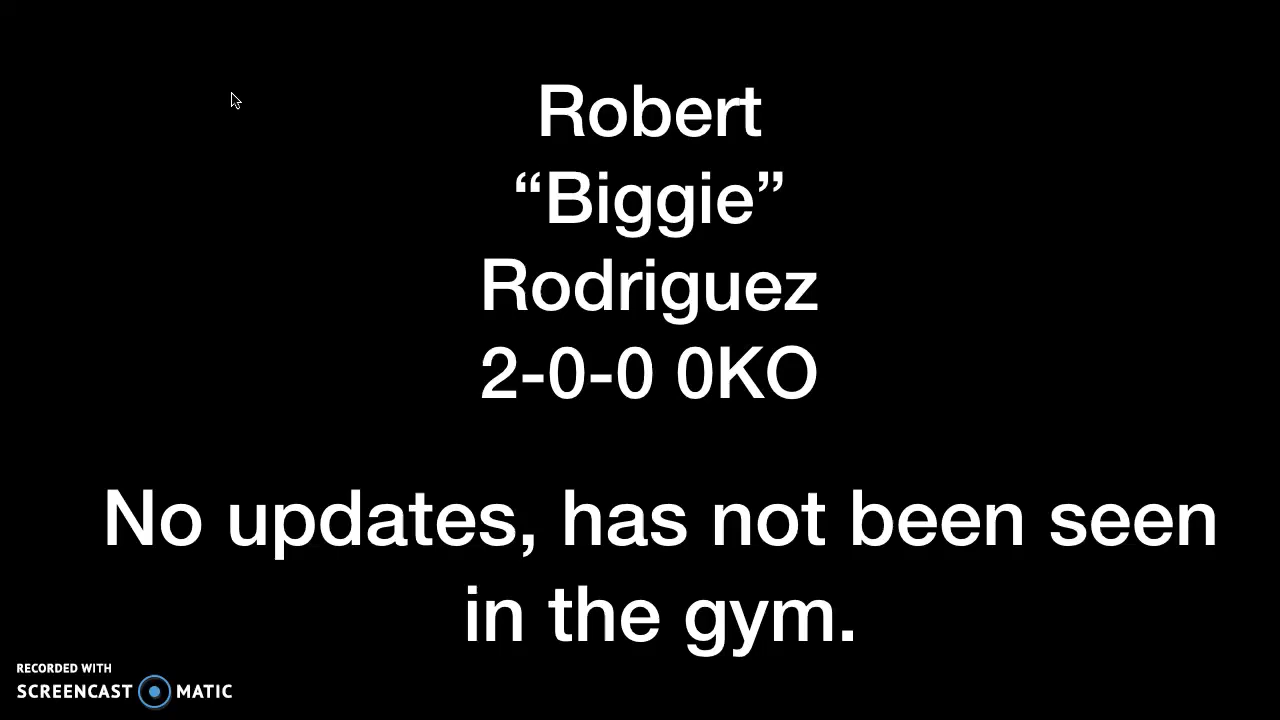 Robert
“Biggie”
Rodriguez
2-0-0 0KO
No updates, has not been seen
in the gym.
RECORDED WITH
SCREENCAST MATIC